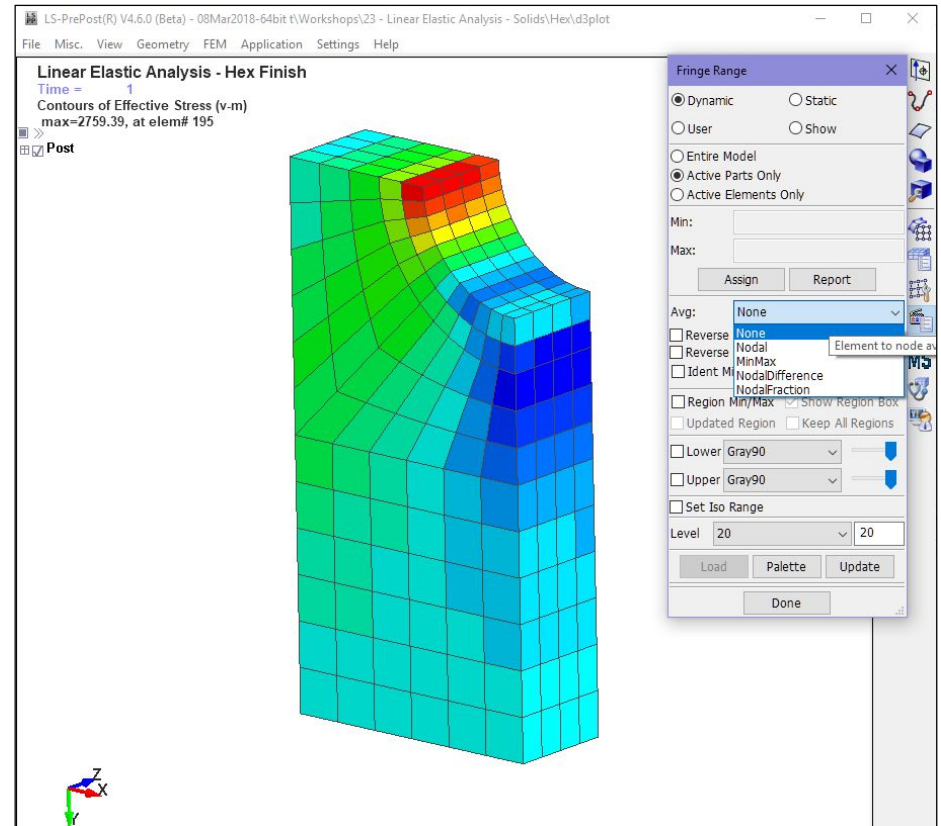 LS-PrePost(R) V4.6.0 (Beta) - 08Mar2018-64bit t\Workshops\23 - Linear Elastic Analysis - Solids\Hex\d3plot
File Misc. View Geometry FEM Application Settings Help
Linear Elastic Analysis - Hex Finish
Time = 1
Contours of Effective Stress (v-m)
max=2759.39, at elem# 195
Post
Fringe Range
Dynamic Static
User Show
Entire Model
Active Parts Only
Active Elements Only
Min:
Max:
Assign Report
Avg: None
None
Reverse
Nodal
Element to node av
Reverse
MinMax
MS
Ident Mi
NodalDifference
NodalFraction
Region Min/Max Show Region Box
Updated Region Keep All Regions
Lower Gray90
Upper Gray90
Set Iso Range
Level 20 20
Load Palette Update
Done
Z
X
Y